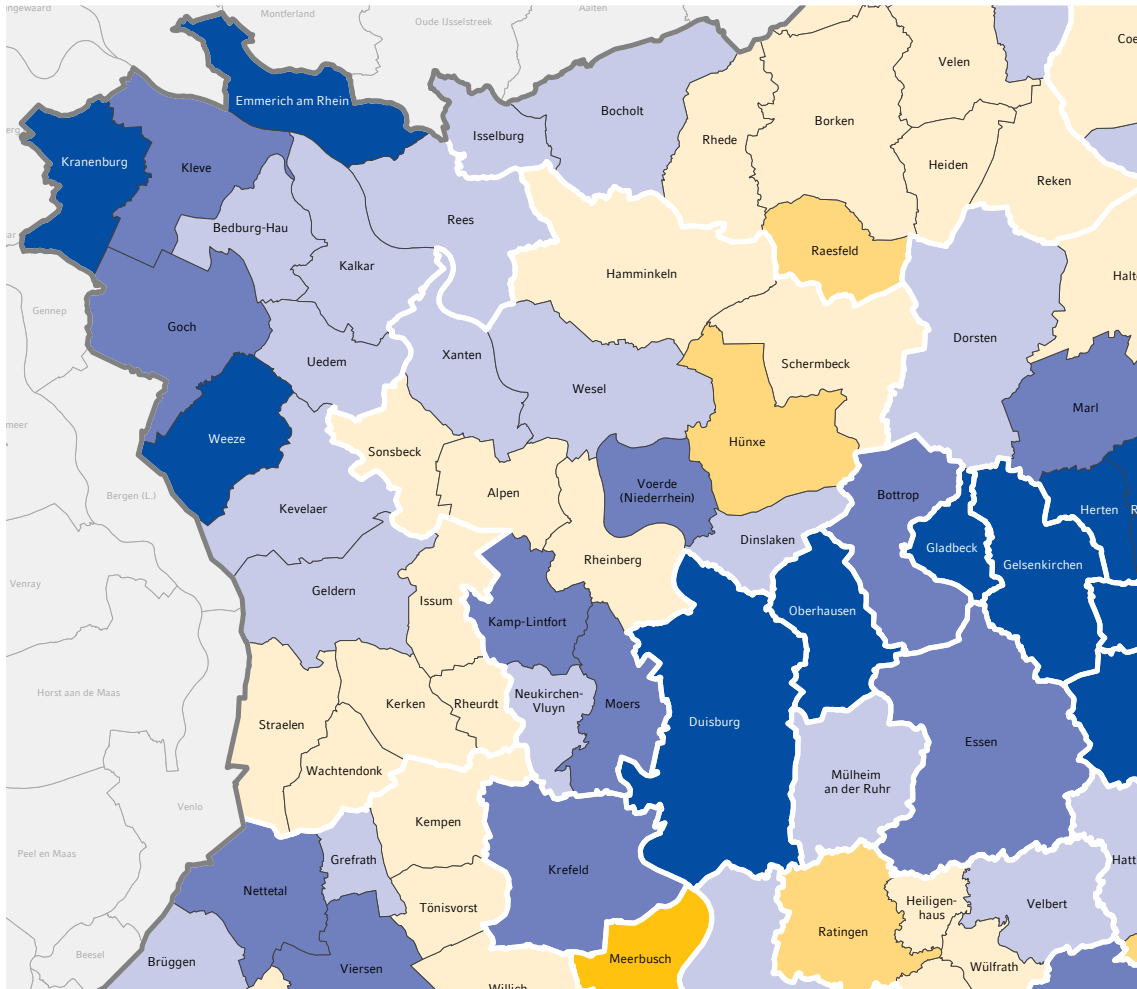 Montferland
Aalten
Oude IJsselstreek
Velen
Emmerich am Rhein
Bocholt
Borken
Isselburg
Rhede
Kranenburg
Kleve
Heiden
Reken
Rees
Bedburg-Hau
Raesfeld
Kalkar
Hamminkeln
Gennep
Goch
Dorsten
Xanten
Uedem
Schermbeck
Wesel
Marl
Weeze
Hünxe
Sonsbeck
Voerde
(Niederrhein)
Alpen
Bottrop
Bergen (L.)
Kevelaer
Herten
Dinslaken
Gladbeck
Rheinberg
Gelsenkirchen
Venray
Geldern
Issum
Oberhausen
Kamp-Lintfort
Horst aan de Maas
Neukirchen-
Vluyn
Kerken
Rheurdt
Moers
Straelen
Duisburg
Essen
Wachtendonk
Mülheim
an der Ruhr
Venlo
Kempen
Peel en Maas
Grefrath
Krefeld
Nettetal
Heiligen-
haus
Velbert
Tönisvorst
Ratingen
Beesel
Brüggen
Viersen
Meerbusch
Wülfrath
Willich